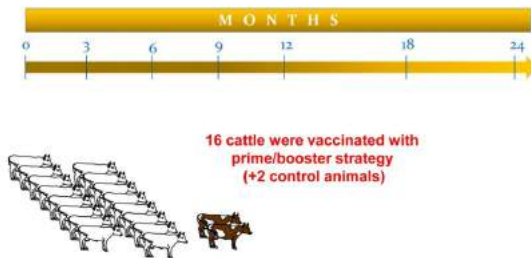 MONTHS
0 3 6 9 12 18 24
16 cattle were vaccinated with
prime/booster strategy
(+2 control animals)